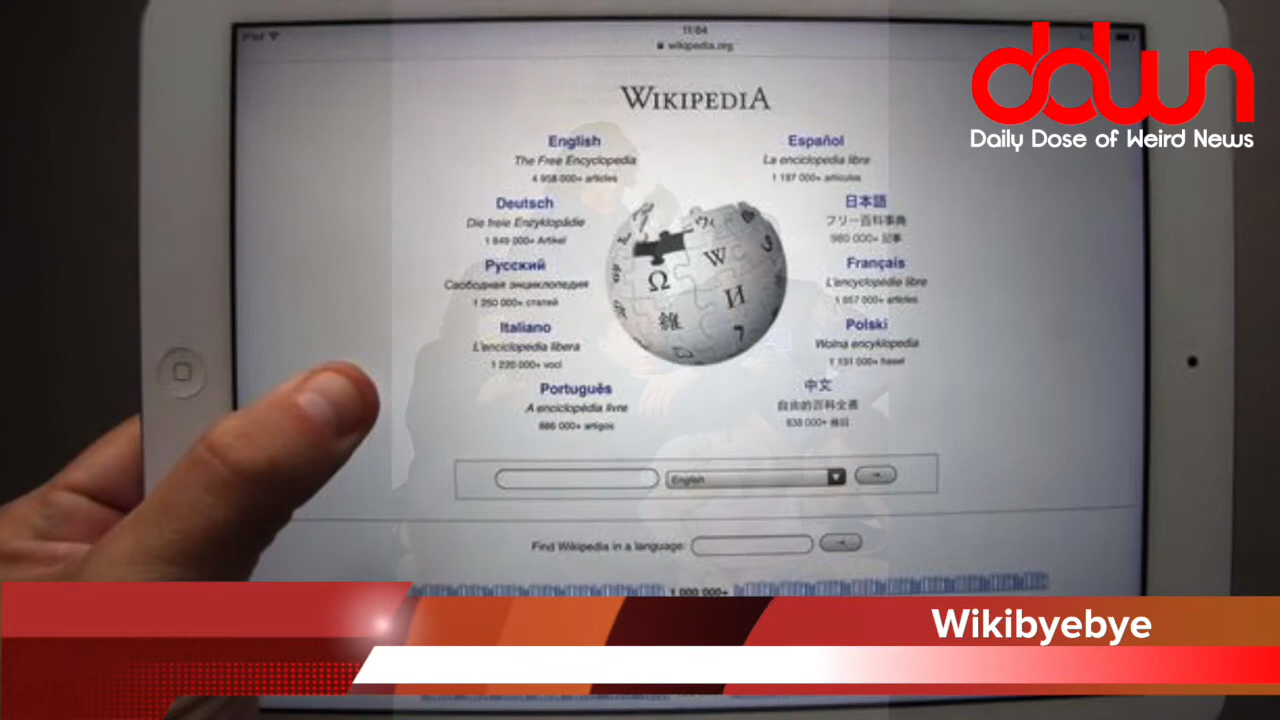 iPad
11:04
wikipedia.org
down
Daily Dose of Weird News
WIKIPEDIA
English
The Free Encyclopedia
4 958 000+ articles
Español
La enciclopedia libre
1 197 000+ artículos
Deutsch
Die freie Enzyklopädie
1 849 000+ Artikel
日本語
フリー百科事典
980 000+ 記事
Русский
Свободная энциклопедия
1 250 000+ статей
Français
L'encyclopédie libre
1 657 000+ articles
Italiano
L'enciclopedia libera
1 220 000+ voci
Polski
Wolna encyklopedia
1 131 000+ haseł
Português
A enciclopédia livre
886 000+ artigos
中文
自由的百科全書
838 000+ 條目
Ω
W
И
維
English
Find Wikipedia in a language:
1 000 000+
Wikibyebye